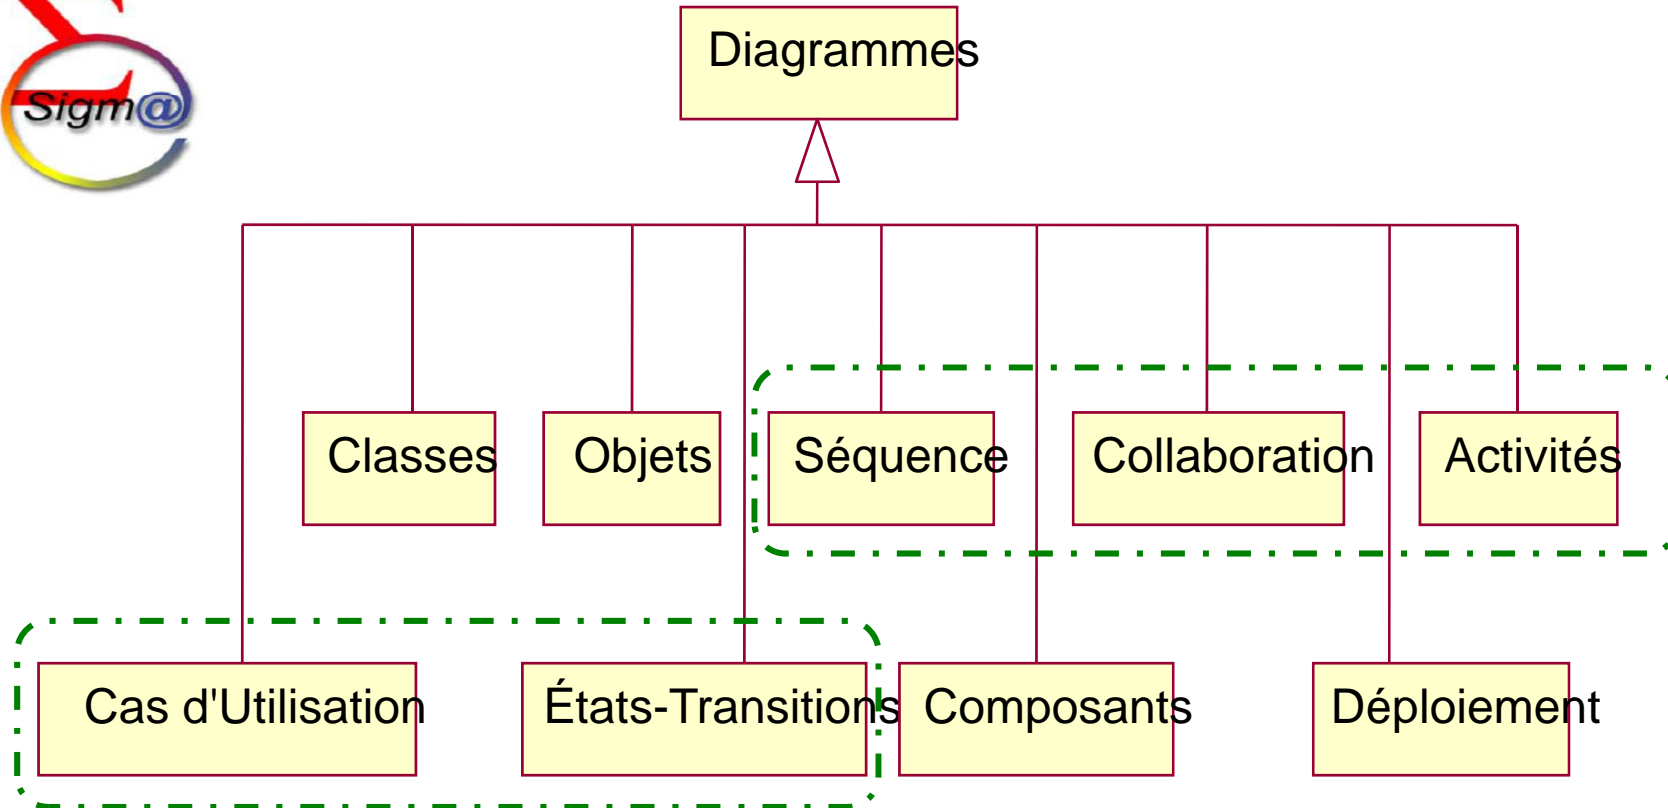 Diagrammes
Sigm@
Classes
Objets
Séquence
Collaboration
Activités
Cas d'Utilisation
États-Transitions
Composants
Déploiement